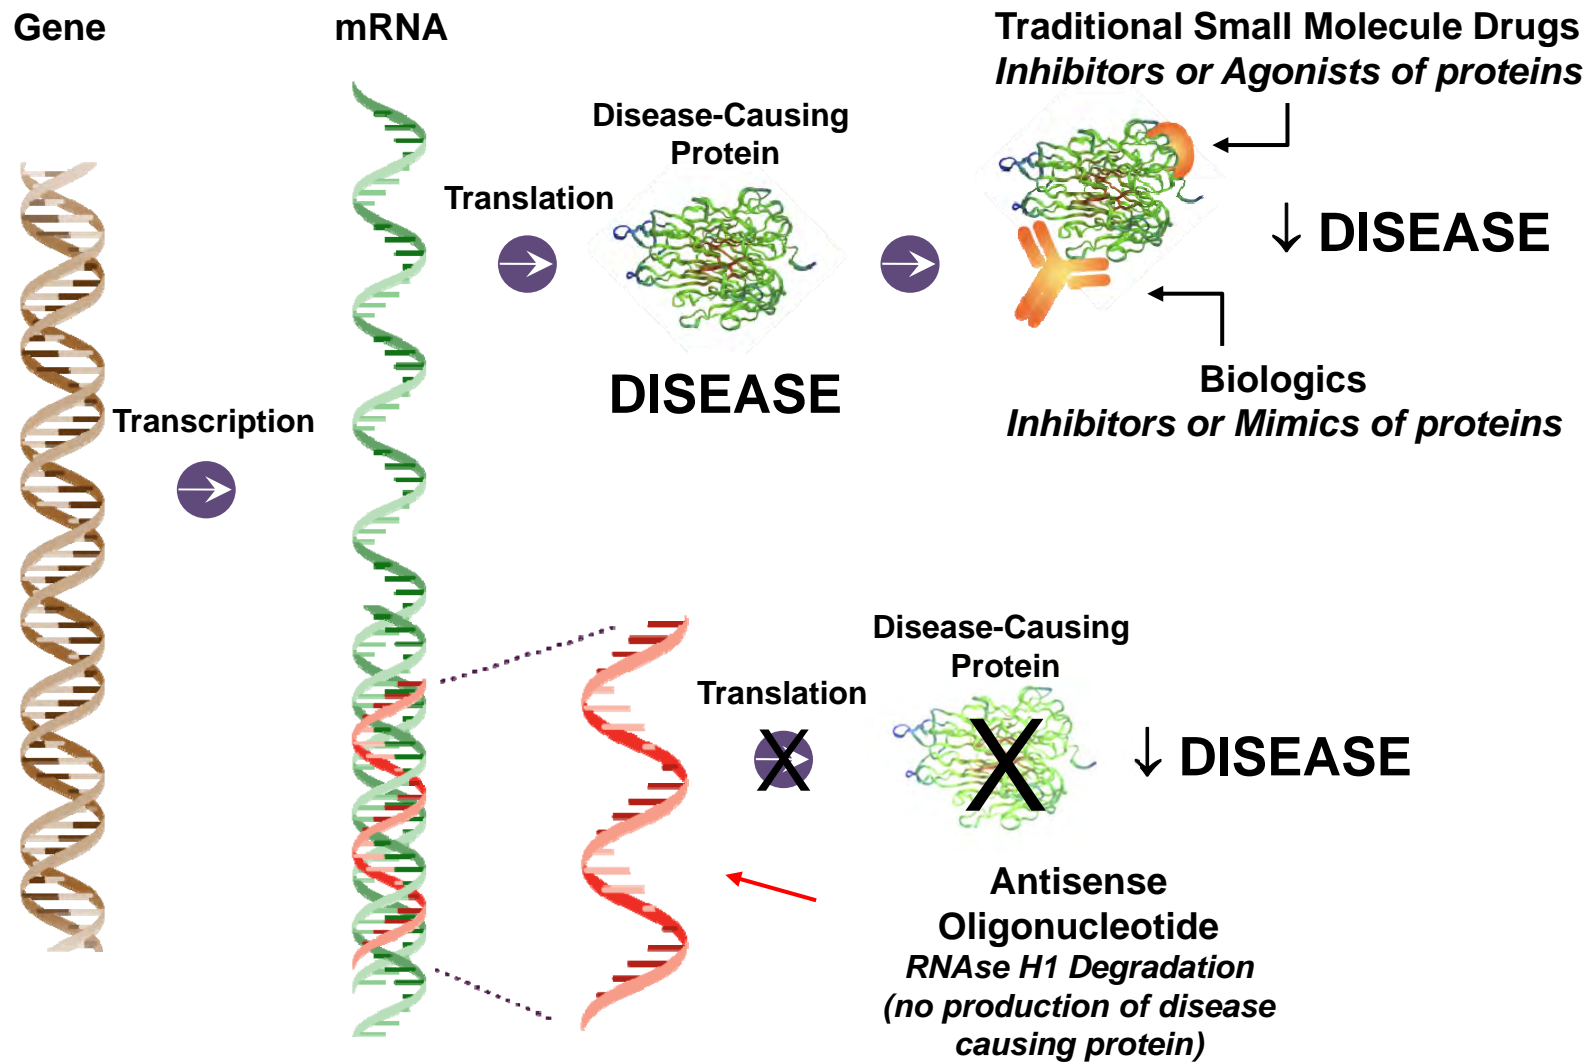 Gene
mRNA
Traditional Small Molecule Drugs
Inhibitors or Agonists of proteins
Disease-Causing
Protein
Translation
↓ DISEASE
DISEASE
Biologics
Inhibitors or Mimics of proteins
Transcription
Disease-Causing
Protein
Translation
X
X
↓ DISEASE
Antisense
Oligonucleotide
RNAse H1 Degradation
(no production of disease
causing protein)